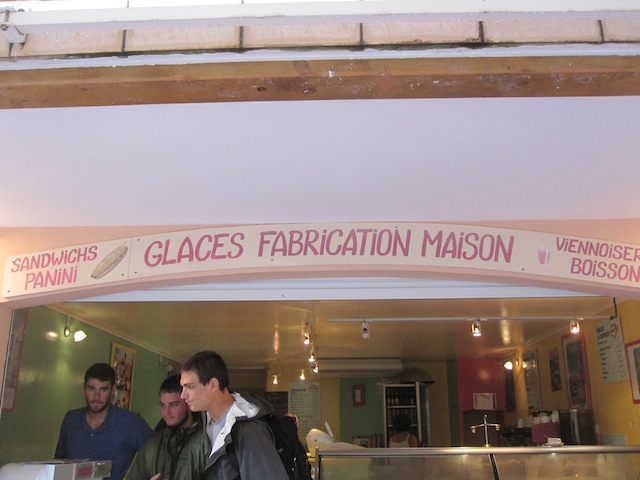 SANDWICHS
PANINI
GLACES FABRICATION MAISON
VIENNOISER
BOISSON